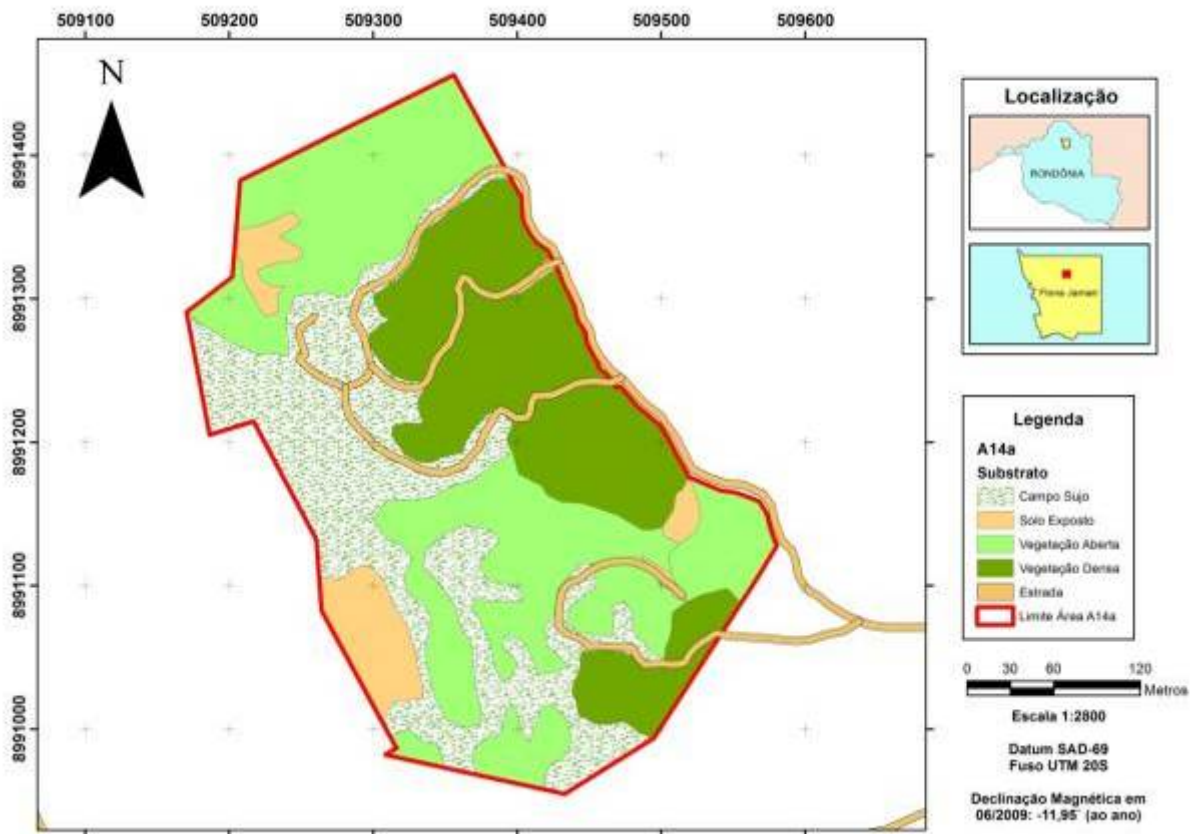 509100 509200 509300 509400 509500 509600
N
8991400
8991300
8991200
8991100
8991000
Localização
RONDÔNIA
Flona Jamari
Legenda
A14a
Substrato
Campo Sujo
Solo Exposto
Vegetação Aberta
Vegetação Densa
Estrada
Limite Área A14a
0 30 60 120
Metros
Escala 1:2800
Datum SAD-69
Fuso UTM 20S
Declinação Magnética em
06/2009: -11,95° (ao ano)